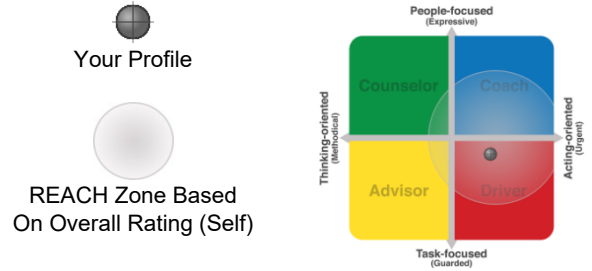 Your Profile
REACH Zone Based
On Overall Rating (Self)
People-focused
(Expressive)
Counselor
Coach
Thinking-oriented
(Methodical)
Acting-oriented
(Urgent)
Advisor
Driver
Task-focused
(Guarded)